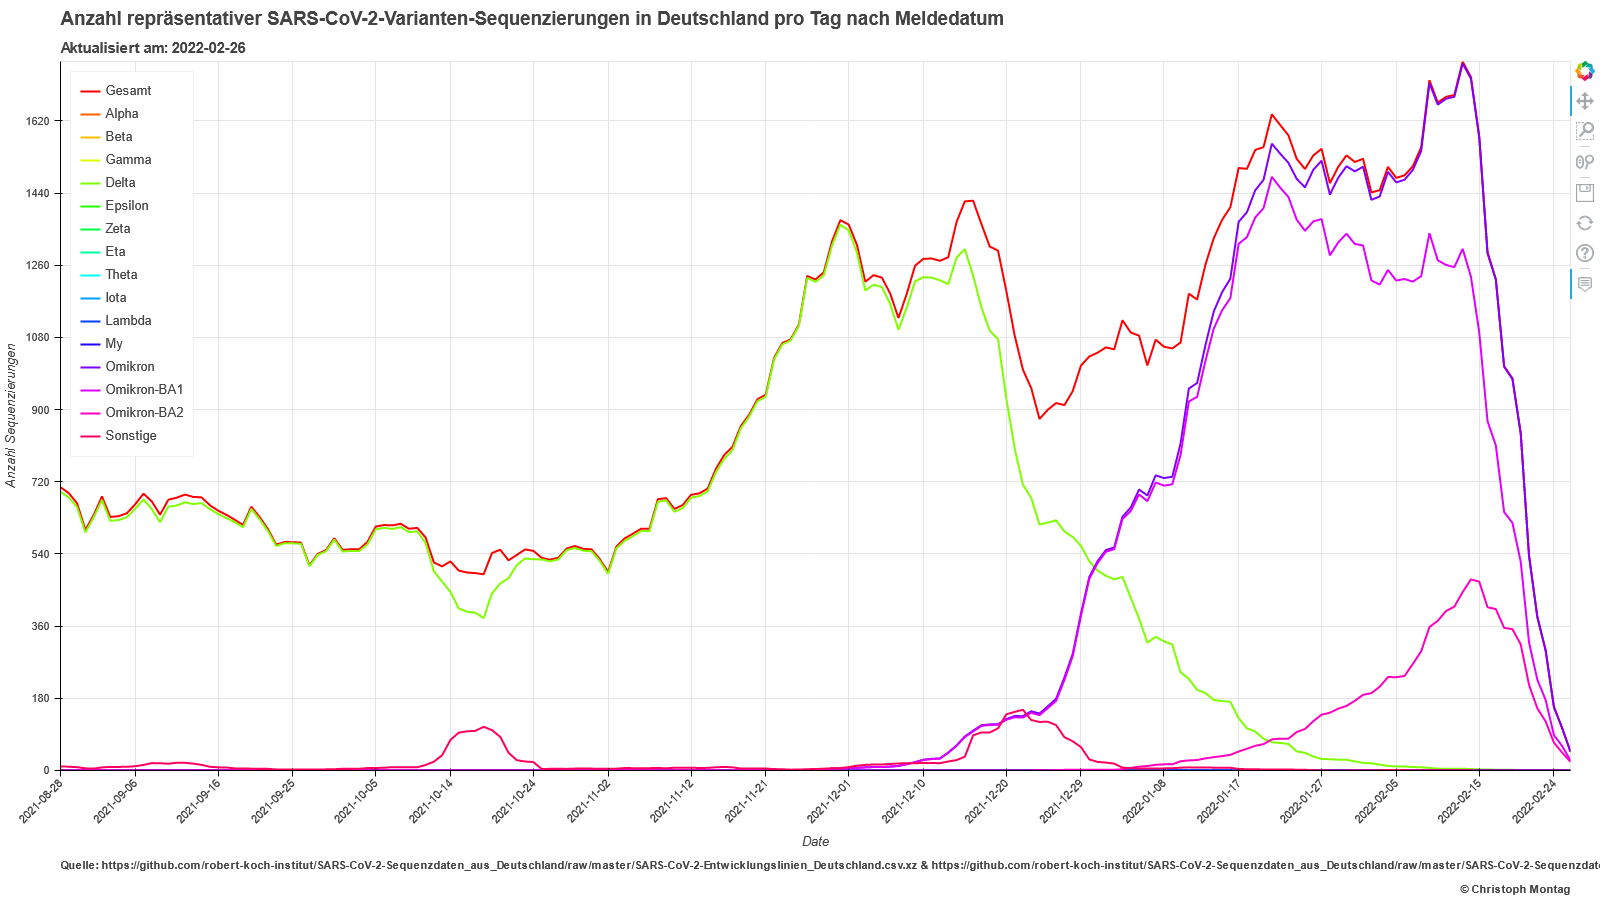 Anzahl repräsentativer SARS-CoV-2-Varianten-Sequenzierungen in Deutschland pro Tag nach Meldedatum
Aktualisiert am: 2022-02-26
Gesamt
Alpha
Beta
Gamma
Delta
Epsilon
Zeta
Eta
Theta
Iota
Lambda
My
Omikron
Omikron-BA1
Omikron-BA2
Sonstige
Anzahl Sequenzierungen
1620
1440
1260
1080
900
720
540
360
180
0
2021-08-28
2021-09-06
2021-09-16
2021-09-25
2021-10-05
2021-10-14
2021-10-24
2021-11-02
2021-11-12
2021-11-21
2021-12-01
2021-12-10
2021-12-20
2021-12-29
2022-01-08
2022-01-17
2022-01-27
2022-02-05
2022-02-15
2022-02-24
Date
Quelle: https://github.com/robert-koch-institut/SARS-CoV-2-Sequenzdaten_aus_Deutschland/raw/master/SARS-CoV-2-Entwicklungslinien_Deutschland.csv.xz & https://github.com/robert-koch-institut/SARS-CoV-2-Sequenzdaten_aus_Deutschland/raw/master/SARS-CoV-2-Sequenzdate
© Christoph Montag